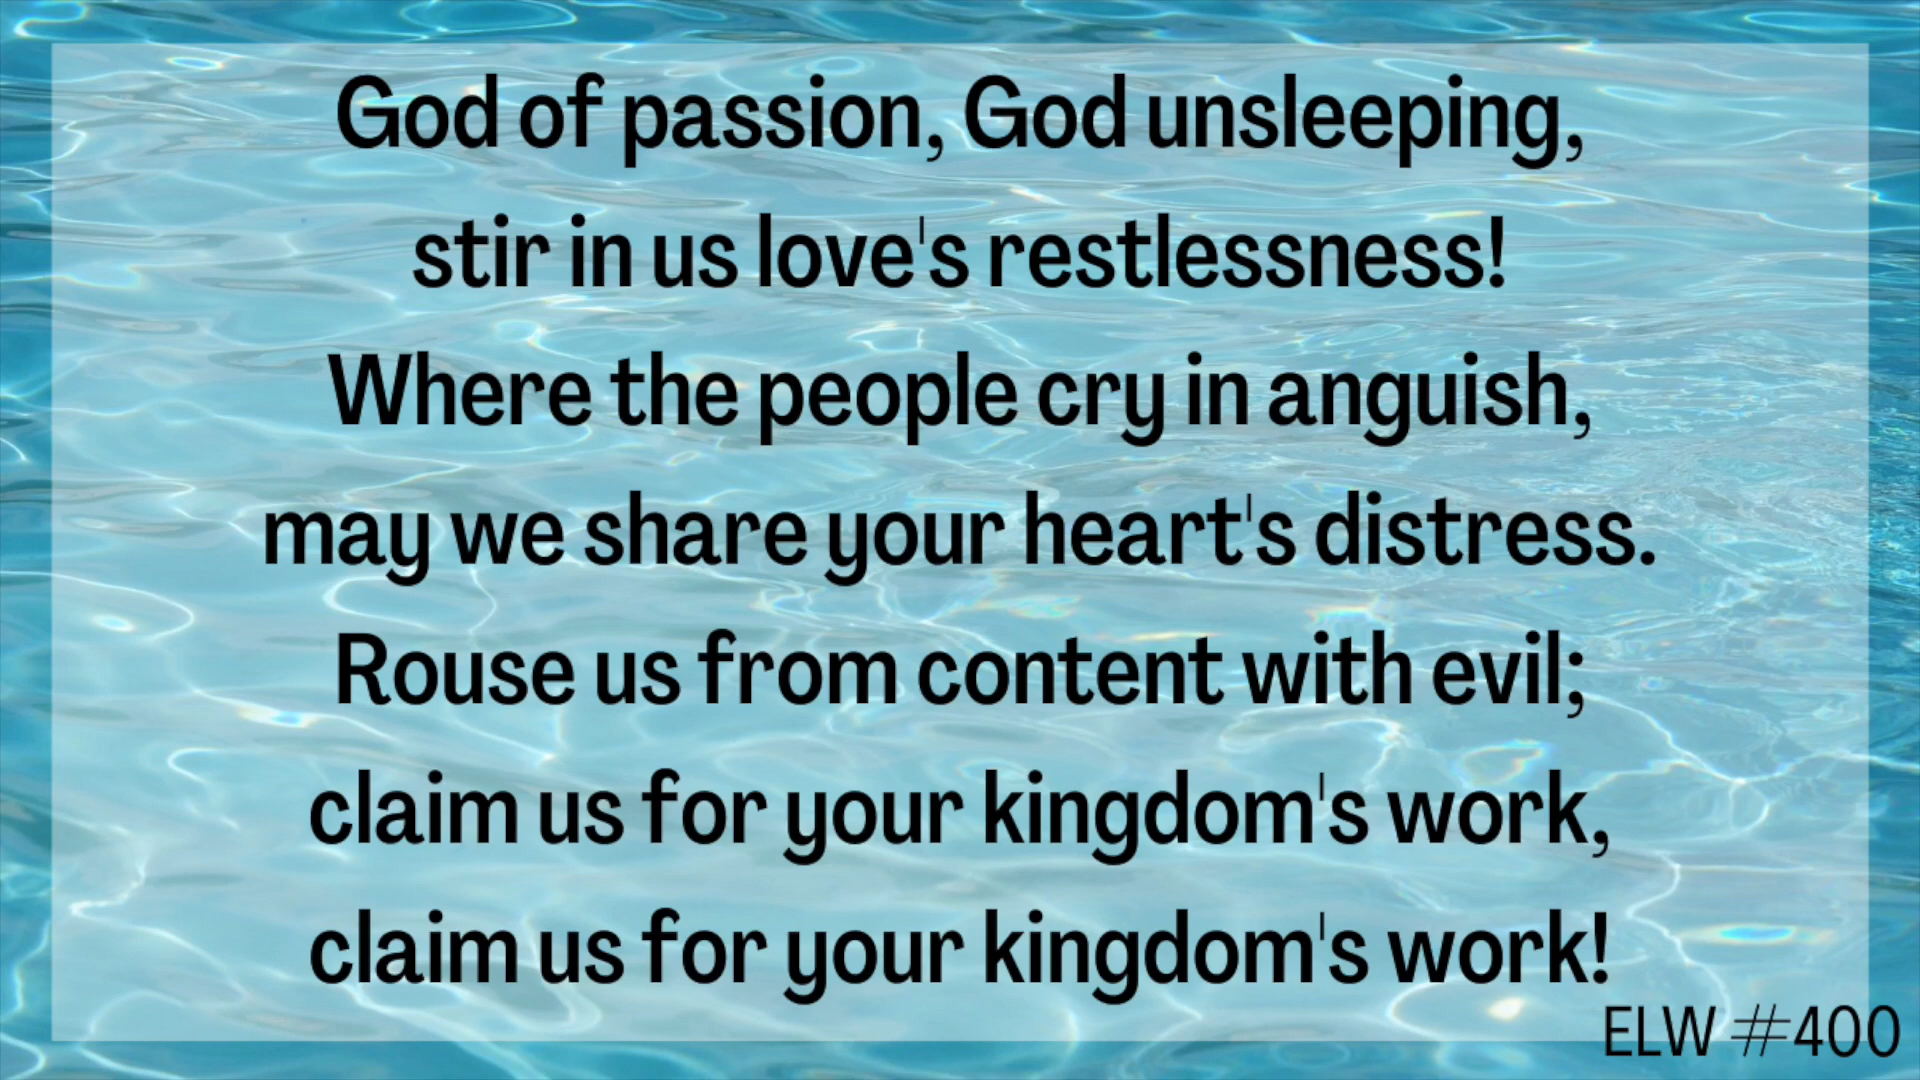 God of passion, God unsleeping,
stir in us love's restlessness!
Where the people cry in anguish,
may we share your heart's distress.
Rouse us from content with evil;
claim us for your kingdom's work,
claim us for your kingdom's work!
ELW #400